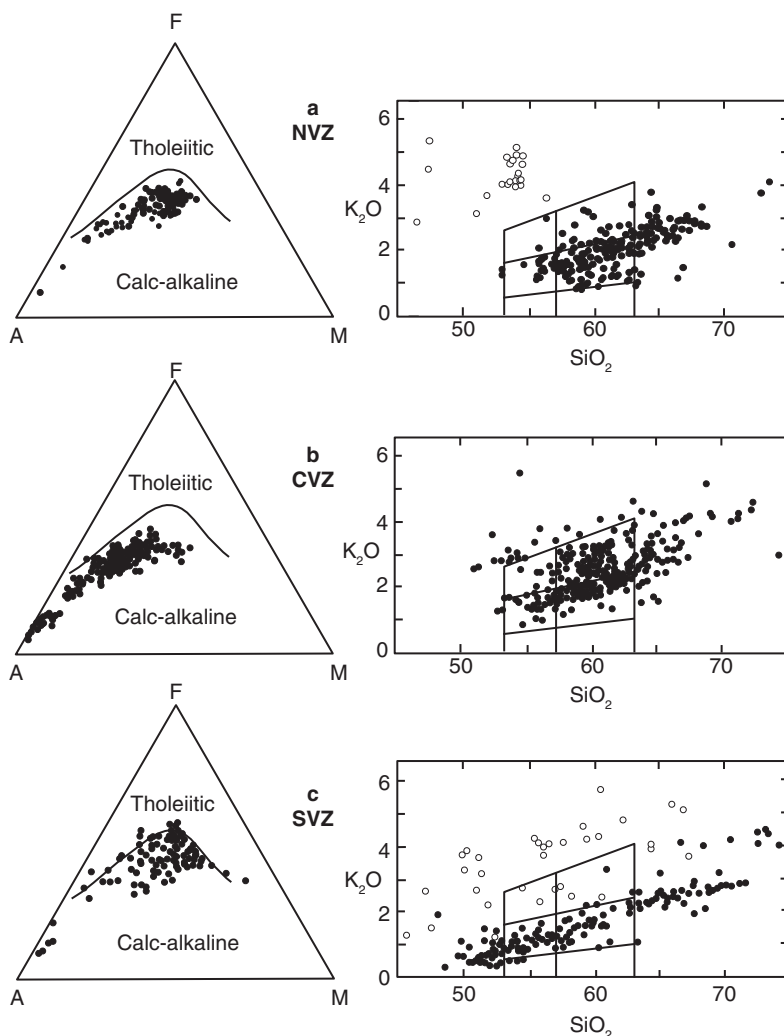 F
Tholeiitic
Calc-alkaline
A
M
a
NVZ
6
4
K₂O
2
0
50
60
70
SiO₂
F
Tholeiitic
Calc-alkaline
A
M
b
CVZ
6
4
K₂O
2
0
50
60
70
SiO₂
F
Tholeiitic
Calc-alkaline
A
M
c
SVZ
6
4
K₂O
2
0
50
60
70
SiO₂